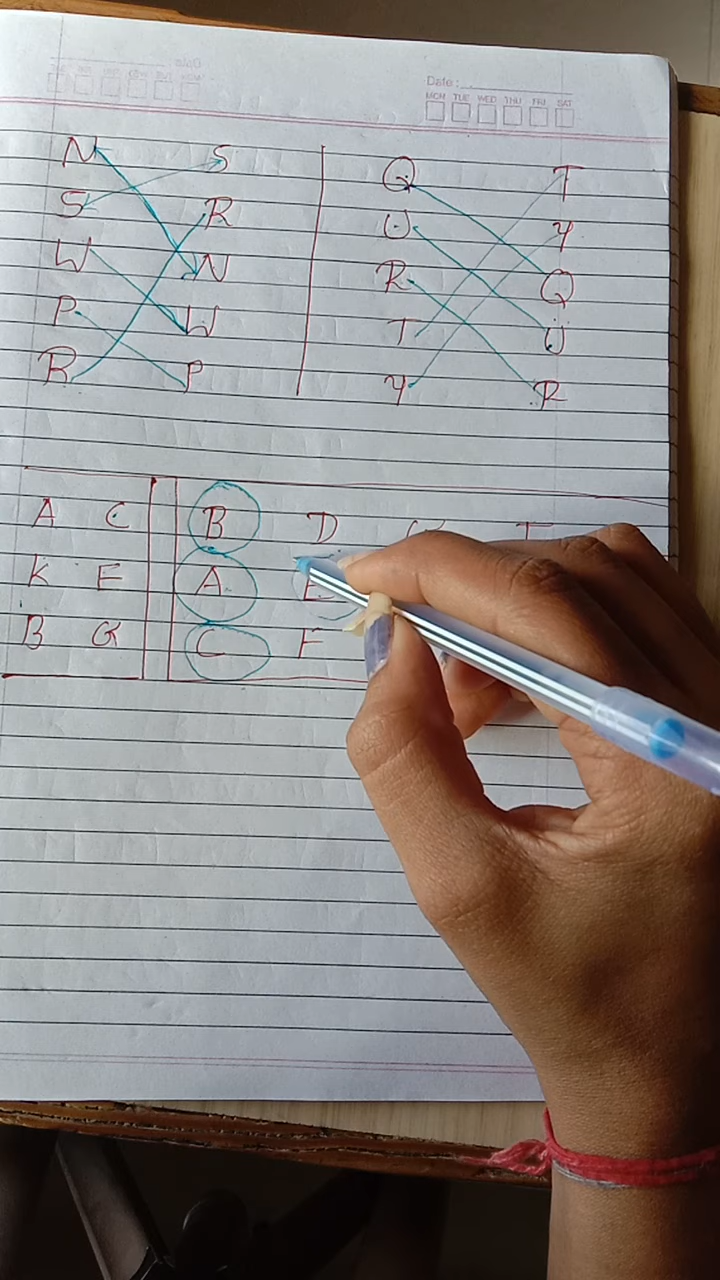 Date :
MON TUE WED THU FRI SAT
N S Q T
S R U Y
W N R Q
P W T U
R P Y R
A C B D
K E A E
B G C F